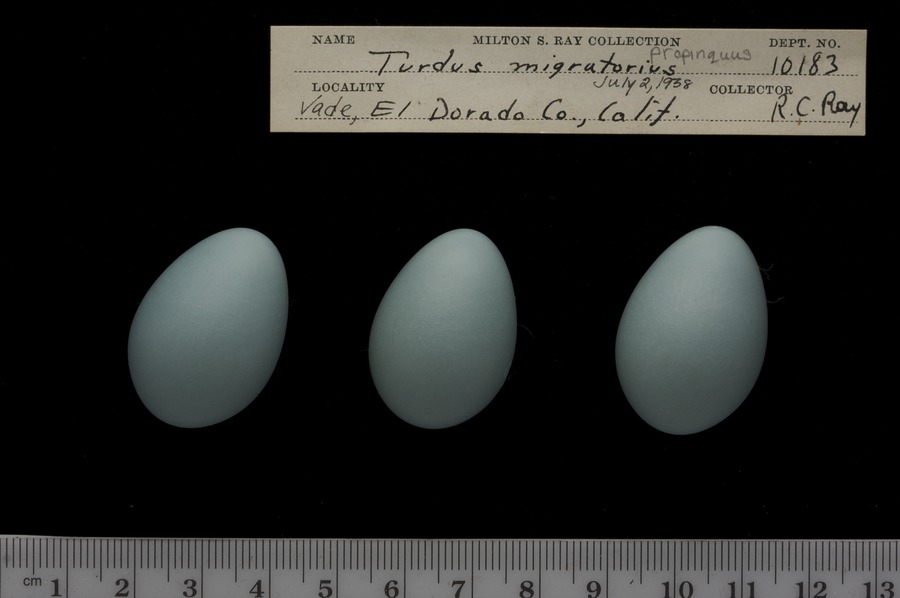 NAME MILTON S. RAY COLLECTION DEPT. NO.
Turdus migratorius propinquus 10183
LOCALITY July 2, 1938 COLLECTOR
Vade, El Dorado Co., Calif. R.C. Ray
cm 1 2 3 4 5 6 7 8 9 10 11 12 13